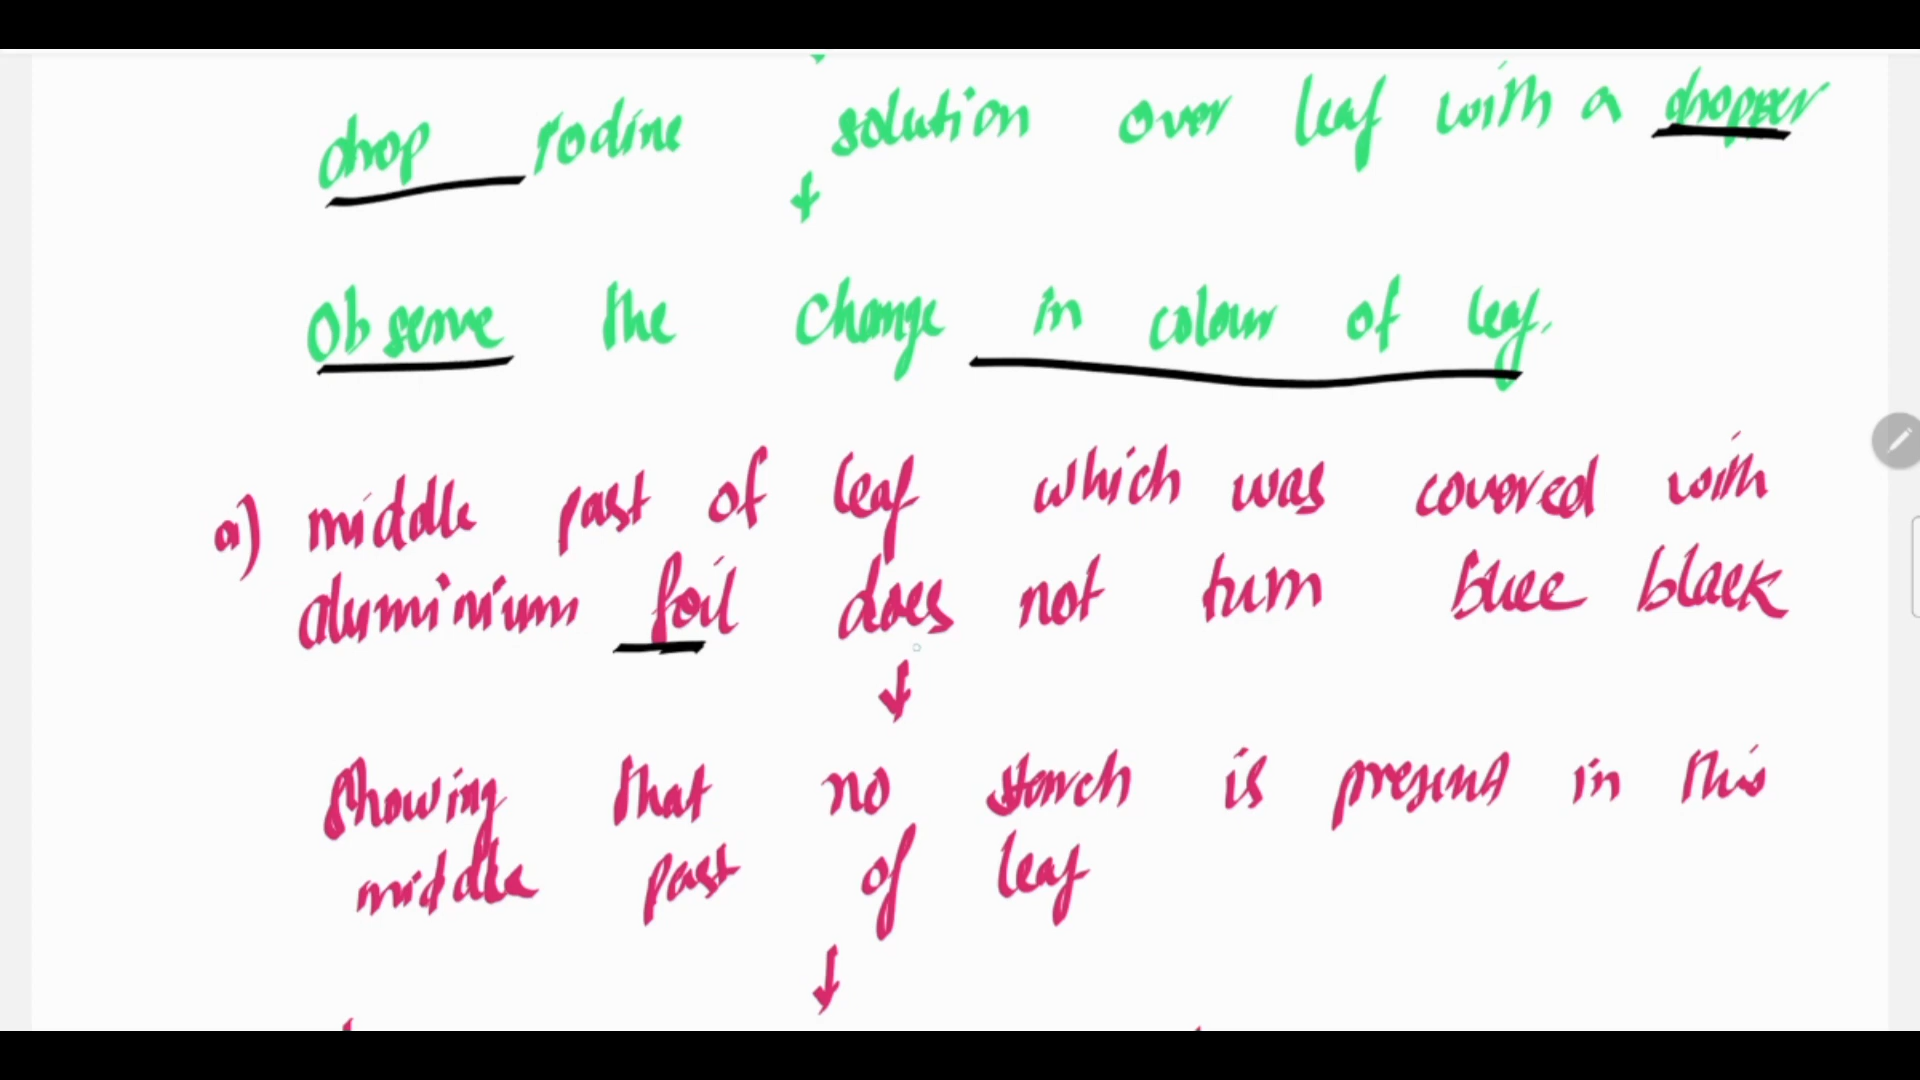 drop iodine solution over leaf with a dropper
Observe the change in colour of leaf.
a) middle part of leaf which was covered with
aluminium foil does not turn blue black
showing that no starch is present in this
middle part of leaf